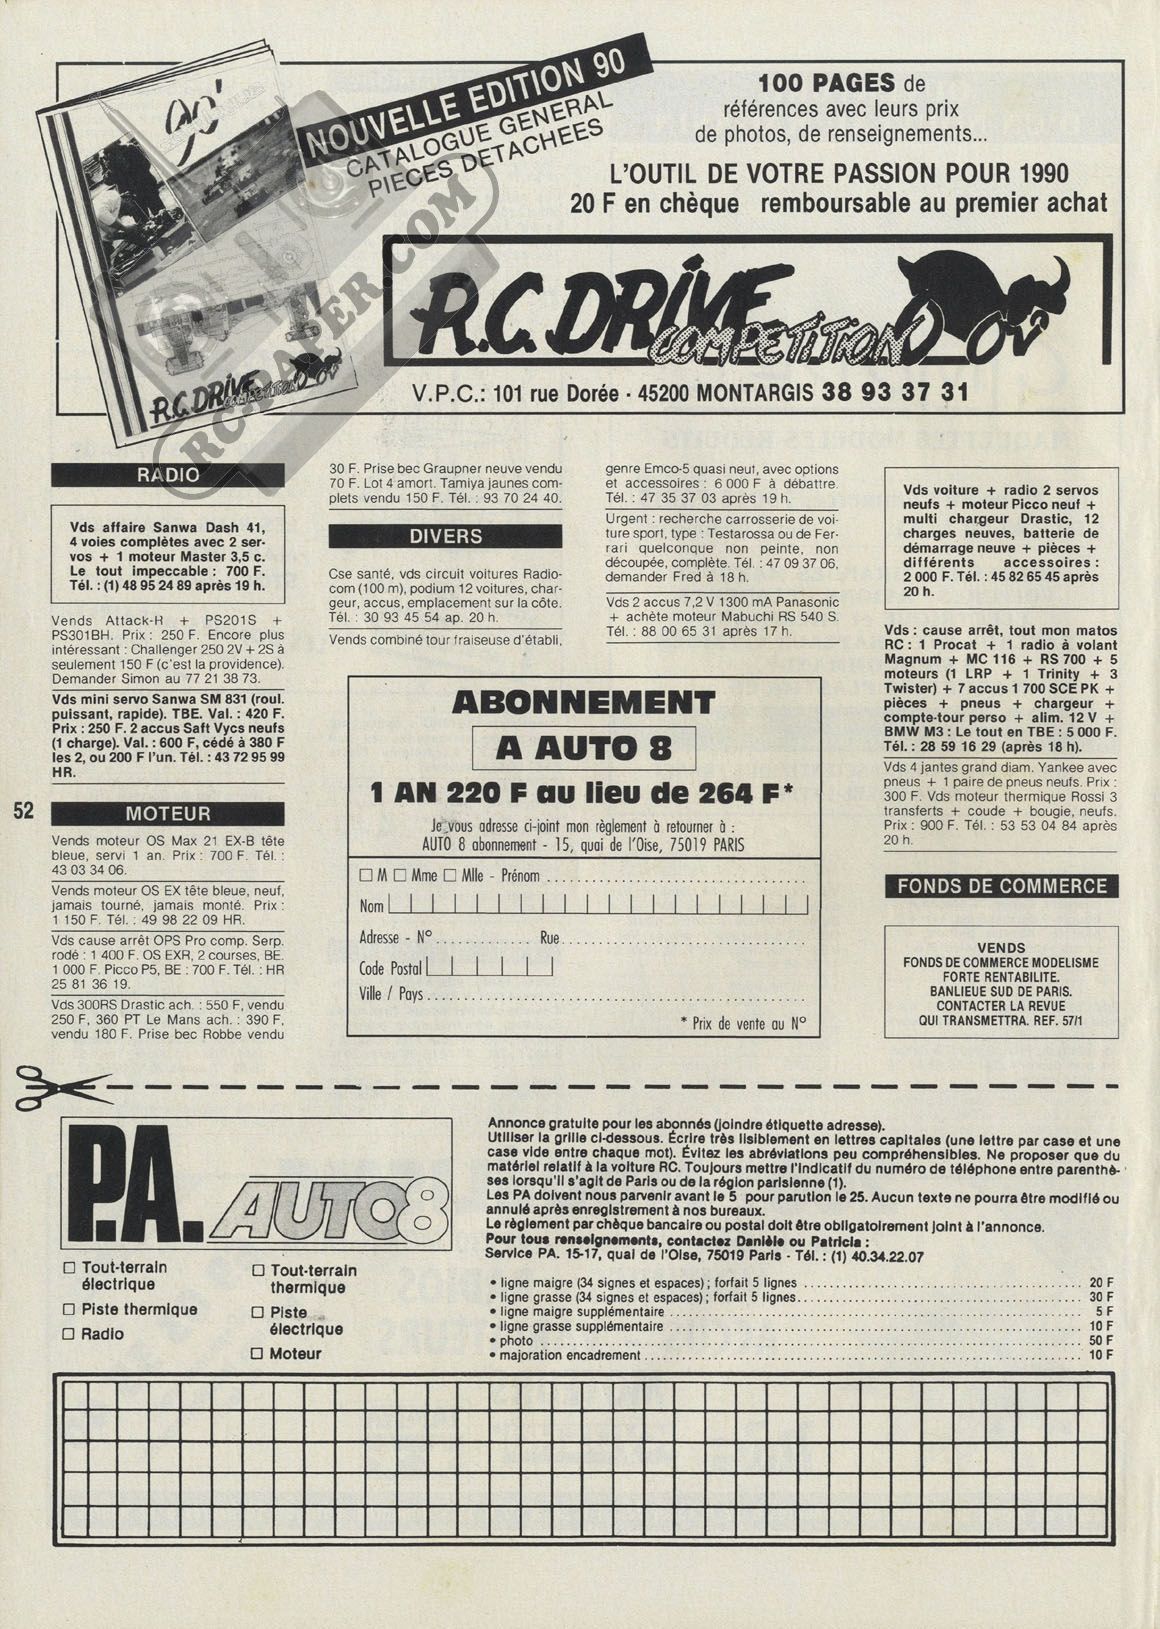 NOUVELLE EDITION 90
CATALOGUE GENERAL
PIECES DETACHEES
90'
R.C. DRIVE
COMPETITION
RC-PAPER.COM
100 PAGES de
références avec leurs prix
de photos, de renseignements...
L'OUTIL DE VOTRE PASSION POUR 1990
20 F en chèque remboursable au premier achat
R.C. DRIVE
COMPETITION
V.P.C.: 101 rue Dorée - 45200 MONTARGIS 38 93 37 31
RADIO
Vds affaire Sanwa Dash 41,
4 voies complètes avec 2 ser-
vos + 1 moteur Master 3,5 c.
Le tout impeccable : 700 F.
Tél. : (1) 48 95 24 89 après 19 h.
Vends Attack-R + PS201S +
PS301BH. Prix : 250 F. Encore plus
intéressant : Challenger 250 2V + 2S à
seulement 150 F (c'est la providence).
Demander Simon au 77 21 38 73.
Vds mini servo Sanwa SM 831 (roul.
puissant, rapide). TBE. Val. : 420 F.
Prix : 250 F. 2 accus Saft Vycs neufs
(1 charge). Val. : 600 F, cédé à 380 F
les 2, ou 200 F l'un. Tél. : 43 72 95 99
HR.
52
MOTEUR
Vends moteur OS Max 21 EX-B tête
bleue, servi 1 an. Prix : 700 F. Tél. :
43 03 34 06.
Vends moteur OS EX tête bleue, neuf,
jamais tourné, jamais monté. Prix :
1 150 F. Tél. : 49 98 22 09 HR.
Vds cause arrêt OPS Pro comp. Serp.
rodé : 1 400 F. OS EXR, 2 courses, BE.
1 000 F. Picco P5, BE : 700 F. Tél. : HR
25 81 36 19.
Vds 300RS Drastic ach. : 550 F, vendu
250 F, 360 PT Le Mans ach. : 390 F,
vendu 180 F. Prise bec Robbe vendu
30 F. Prise bec Graupner neuve vendu
70 F. Lot 4 amort. Tamiya jaunes com-
plets vendu 150 F. Tél. : 93 70 24 40.
DIVERS
Cse santé, vds circuit voitures Radio-
com (100 m), podium 12 voitures, char-
geur, accus, emplacement sur la côte.
Tél. : 30 93 45 54 ap. 20 h.
Vends combiné tour fraiseuse d'établi,
genre Emco-5 quasi neuf, avec options
et accessoires : 6 000 F à débattre.
Tél. : 47 35 37 03 après 19 h.
Urgent : recherche carrosserie de voi-
ture sport, type : Testarossa ou de Fer-
rari quelconque non peinte, non
découpée, complète. Tél. : 47 09 37 06,
demander Fred à 18 h.
Vds 2 accus 7,2 V 1300 mA Panasonic
+ achète moteur Mabuchi RS 540 S.
Tél. : 88 00 65 31 après 17 h.
Vds voiture + radio 2 servos
neufs + moteur Picco neuf +
multi chargeur Drastic, 12
charges neuves, batterie de
démarrage neuve + pièces +
différents accessoires :
2 000 F. Tél. : 45 82 65 45 après
20 h.
Vds : cause arrêt, tout mon matos
RC : 1 Procat + 1 radio à volant
Magnum + MC 116 + RS 700 + 5
moteurs (1 LRP + 1 Trinity + 3
Twister) + 7 accus 1 700 SCE PK +
pièces + pneus + chargeur +
compte-tour perso + alim. 12 V +
BMW M3 : Le tout en TBE : 5 000 F.
Tél. : 28 59 16 29 (après 18 h).
Vds 4 jantes grand diam. Yankee avec
pneus + 1 paire de pneus neufs. Prix :
300 F. Vds moteur thermique Rossi 3
transferts + coude + bougie, neufs.
Prix : 900 F. Tél. : 53 53 04 84 après
20 h.
FONDS DE COMMERCE
VENDS
FONDS DE COMMERCE MODELISME
FORTE RENTABILITE.
BANLIEUE SUD DE PARIS.
CONTACTER LA REVUE
QUI TRANSMETTRA. REF. 57/1
ABONNEMENT
A AUTO 8
1 AN 220 F au lieu de 264 F*
Je vous adresse ci-joint mon règlement à retourner à :
AUTO 8 abonnement - 15, quai de l'Oise, 75019 PARIS
M Mme Mlle - Prénom
Nom
Adresse - N° Rue
Code Postal
Ville / Pays
* Prix de vente au N°
P.A. AUTO8
Tout-terrain
électrique
Piste thermique
Radio
Tout-terrain
thermique
Piste
électrique
Moteur
Annonce gratuite pour les abonnés (joindre étiquette adresse).
Utiliser la grille ci-dessous. Écrire très lisiblement en lettres capitales (une lettre par case et une
case vide entre chaque mot). Évitez les abréviations peu compréhensibles. Ne proposer que du
matériel relatif à la voiture RC. Toujours mettre l'indicatif du numéro de téléphone entre parenthè-
ses lorsqu'il s'agit de Paris ou de la région parisienne (1).
Les PA doivent nous parvenir avant le 5 pour parution le 25. Aucun texte ne pourra être modifié ou
annulé après enregistrement à nos bureaux.
Le règlement par chèque bancaire ou postal doit être obligatoirement joint à l'annonce.
Pour tous renseignements, contactez Danièle ou Patricia :
Service PA. 15-17, quai de l'Oise, 75019 Paris - Tél. : (1) 40.34.22.07
• ligne maigre (34 signes et espaces) ; forfait 5 lignes 20 F
• ligne grasse (34 signes et espaces) ; forfait 5 lignes 30 F
• ligne maigre supplémentaire 5 F
• ligne grasse supplémentaire 10 F
• photo 50 F
• majoration encadrement 10 F